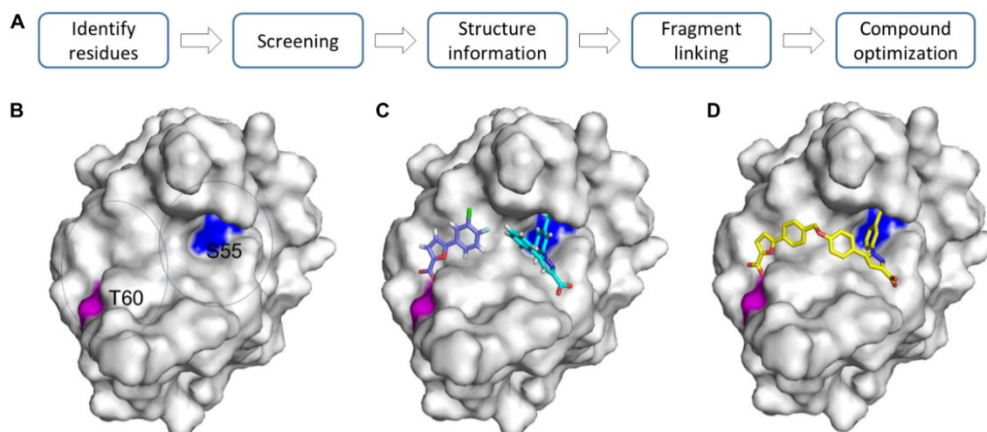 A
Identify
residues
Screening
Structure
information
Fragment
linking
Compound
optimization
B
C
D
S55
T60